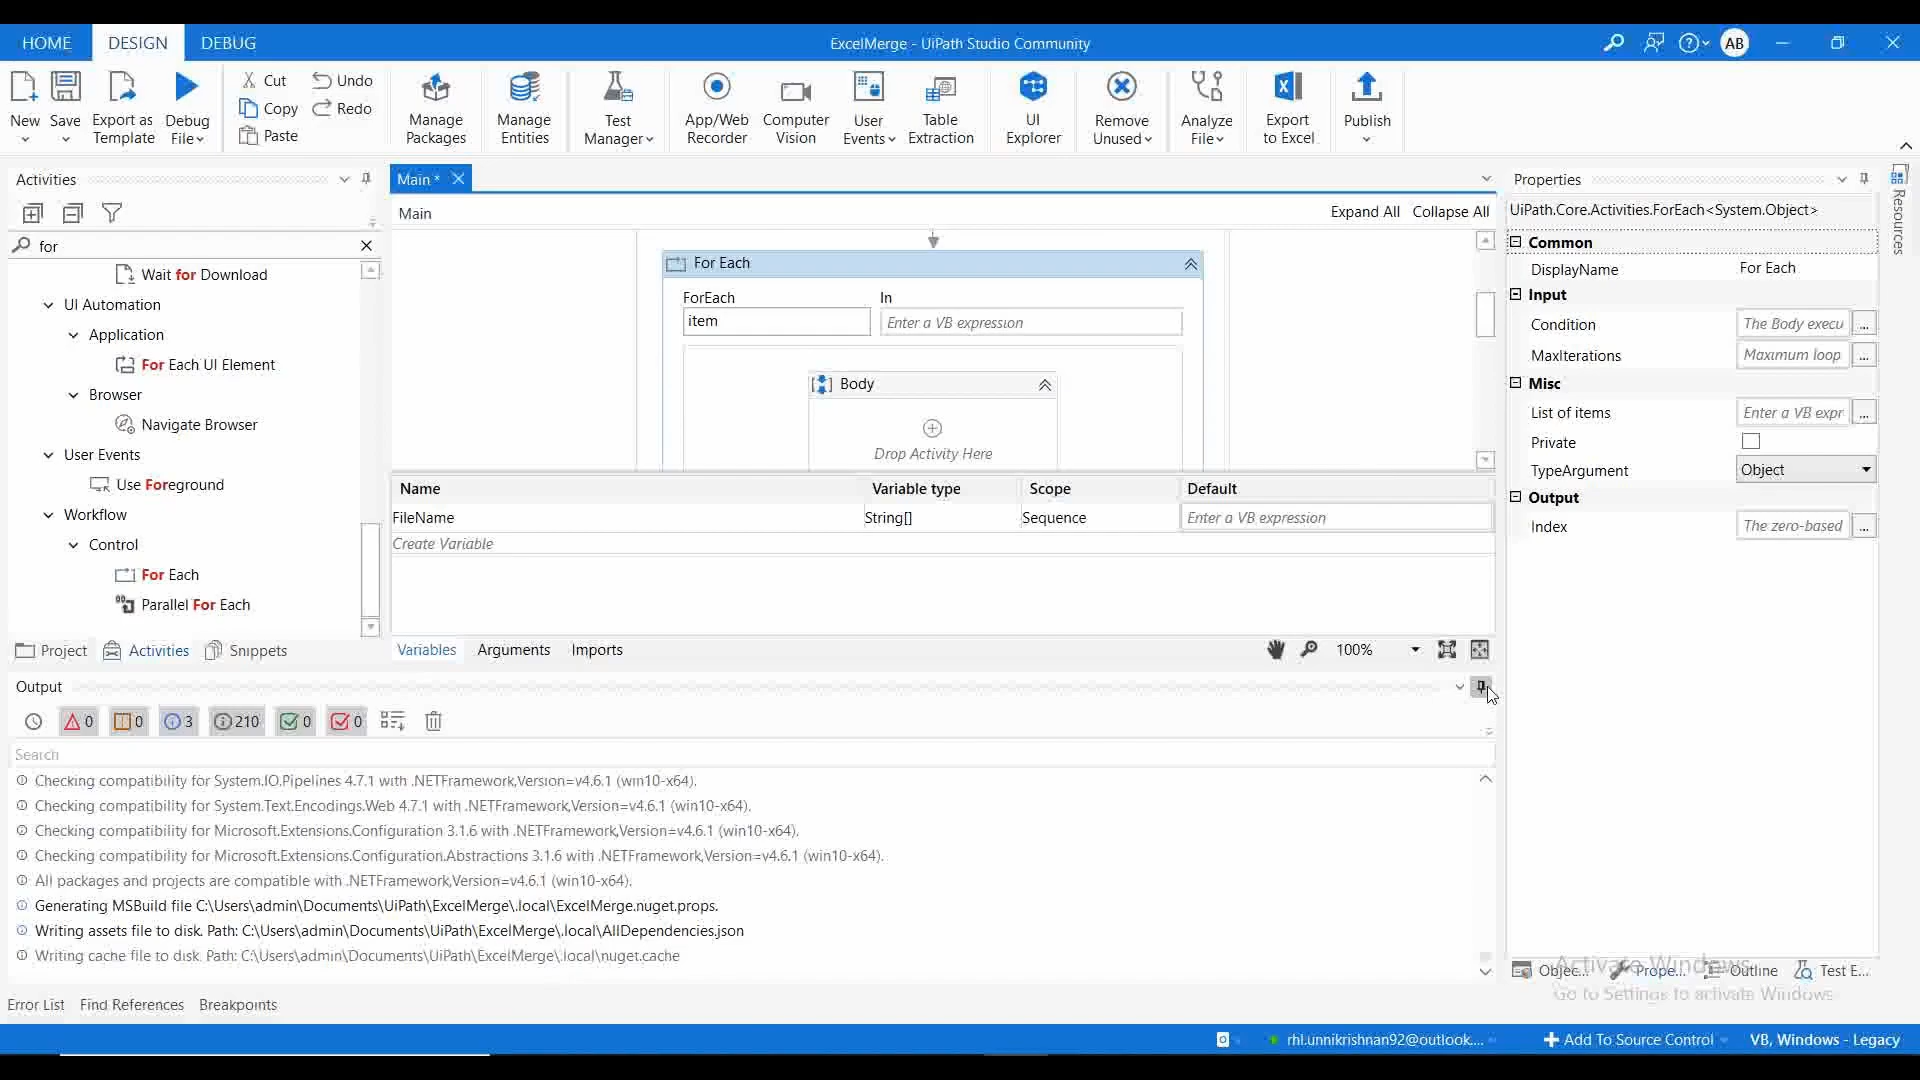 HOME DESIGN DEBUG ExcelMerge - UiPath Studio Community AB
New Save Export as Template Debug File Cut Copy Paste Undo Redo Manage Packages Manage Entities Test Manager App/Web Recorder Computer Vision User Events Table Extraction UI Explorer Remove Unused Analyze File Export to Excel Publish
Activities
for
Wait for Download
UI Automation
Application
For Each UI Element
Browser
Navigate Browser
User Events
Use Foreground
Workflow
Control
For Each
Parallel For Each
Project Activities Snippets
Main *
Main Expand All Collapse All
For Each
ForEach In
item Enter a VB expression
Body
Drop Activity Here
Name Variable type Scope Default
FileName String[] Sequence Enter a VB expression
Create Variable
Variables Arguments Imports 100%
Properties
UiPath.Core.Activities.ForEach<System.Object>
Common
DisplayName For Each
Input
Condition The Body execu ...
MaxIterations Maximum loop ...
Misc
List of items Enter a VB expr ...
Private
TypeArgument Object
Output
Index The zero-based ...
Resources
Output
0 0 3 210 0 0
Search
Checking compatibility for System.IO.Pipelines 4.7.1 with .NETFramework,Version=v4.6.1 (win10-x64).
Checking compatibility for System.Text.Encodings.Web 4.7.1 with .NETFramework,Version=v4.6.1 (win10-x64).
Checking compatibility for Microsoft.Extensions.Configuration 3.1.6 with .NETFramework,Version=v4.6.1 (win10-x64).
Checking compatibility for Microsoft.Extensions.Configuration.Abstractions 3.1.6 with .NETFramework,Version=v4.6.1 (win10-x64).
All packages and projects are compatible with .NETFramework,Version=v4.6.1 (win10-x64).
Generating MSBuild file C:\Users\admin\Documents\UiPath\ExcelMerge\.local\ExcelMerge.nuget.props.
Writing assets file to disk. Path: C:\Users\admin\Documents\UiPath\ExcelMerge\.local\AllDependencies.json
Writing cache file to disk. Path: C:\Users\admin\Documents\UiPath\ExcelMerge\.local\nuget.cache
Objec... Prope... Outline Test E...
Activate Windows
Go to Settings to activate Windows.
Error List Find References Breakpoints
rhl.unnikrishnan92@outlook.... Add To Source Control VB, Windows - Legacy